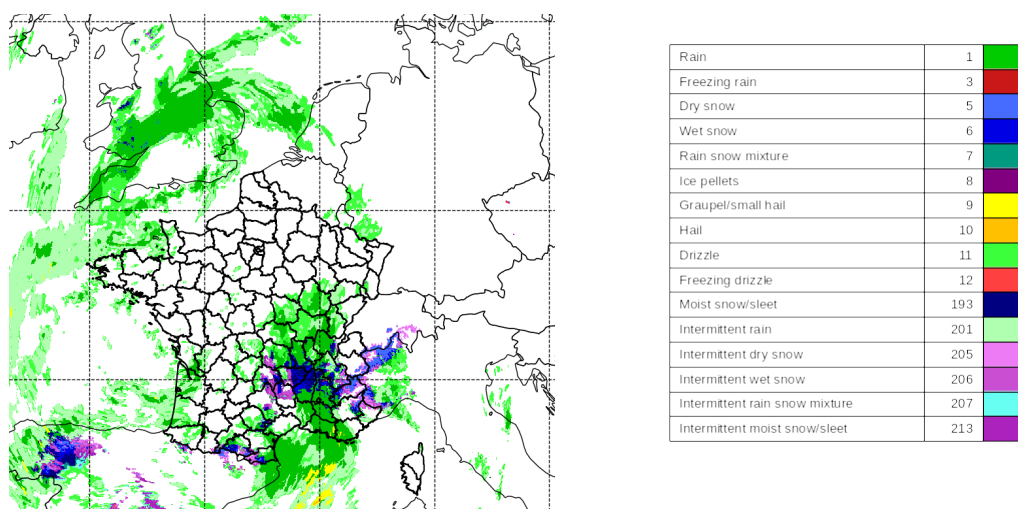 Rain 1
Freezing rain 3
Dry snow 5
Wet snow 6
Rain snow mixture 7
Ice pellets 8
Graupel/small hail 9
Hail 10
Drizzle 11
Freezing drizzle 12
Moist snow/sleet 193
Intermittent rain 201
Intermittent dry snow 205
Intermittent wet snow 206
Intermittent rain snow mixture 207
Intermittent moist snow/sleet 213